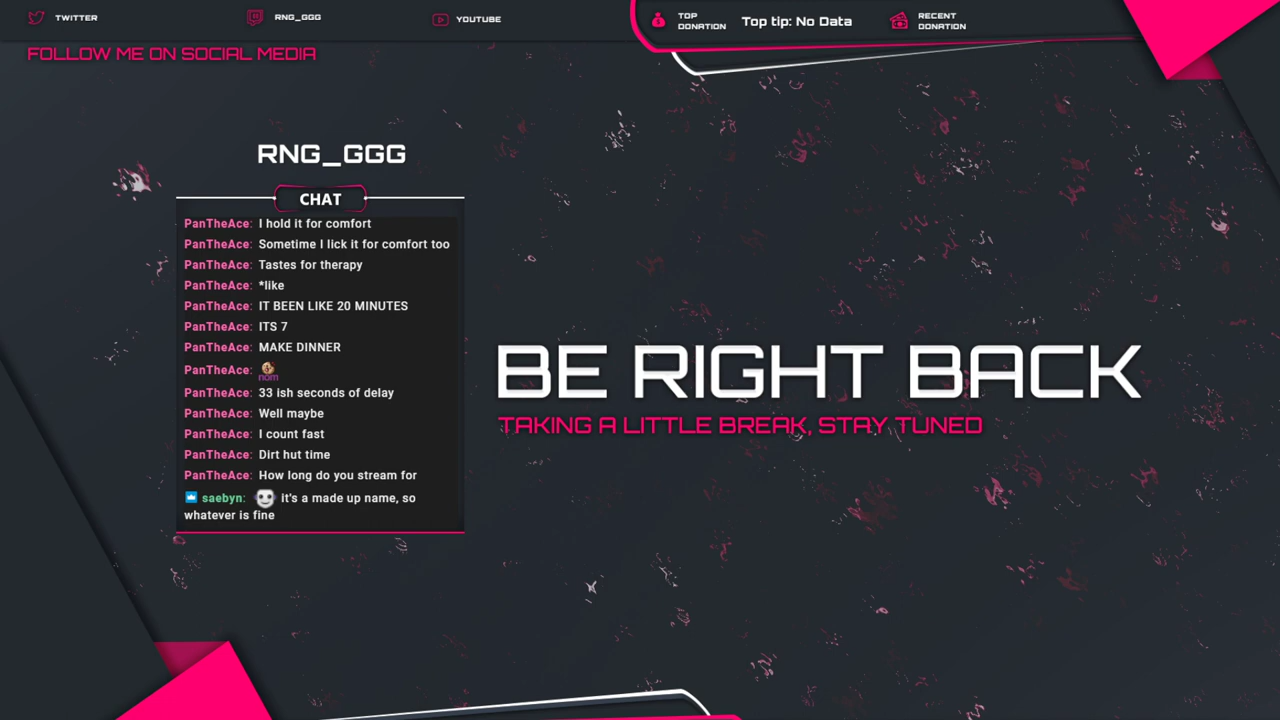 TWITTER
RNG_GGG
YOUTUBE
TOP
DONATION
Top tip: No Data
RECENT
DONATION
FOLLOW ME ON SOCIAL MEDIA
RNG_GGG
CHAT
PanTheAce: I hold it for comfort
PanTheAce: Sometime I lick it for comfort too
PanTheAce: Tastes for therapy
PanTheAce: *like
PanTheAce: IT BEEN LIKE 20 MINUTES
PanTheAce: ITS 7
PanTheAce: MAKE DINNER
PanTheAce: nom
PanTheAce: 33 ish seconds of delay
PanTheAce: Well maybe
PanTheAce: I count fast
PanTheAce: Dirt hut time
PanTheAce: How long do you stream for
saebyn: it's a made up name, so
whatever is fine
BE RIGHT BACK
TAKING A LITTLE BREAK, STAY TUNED